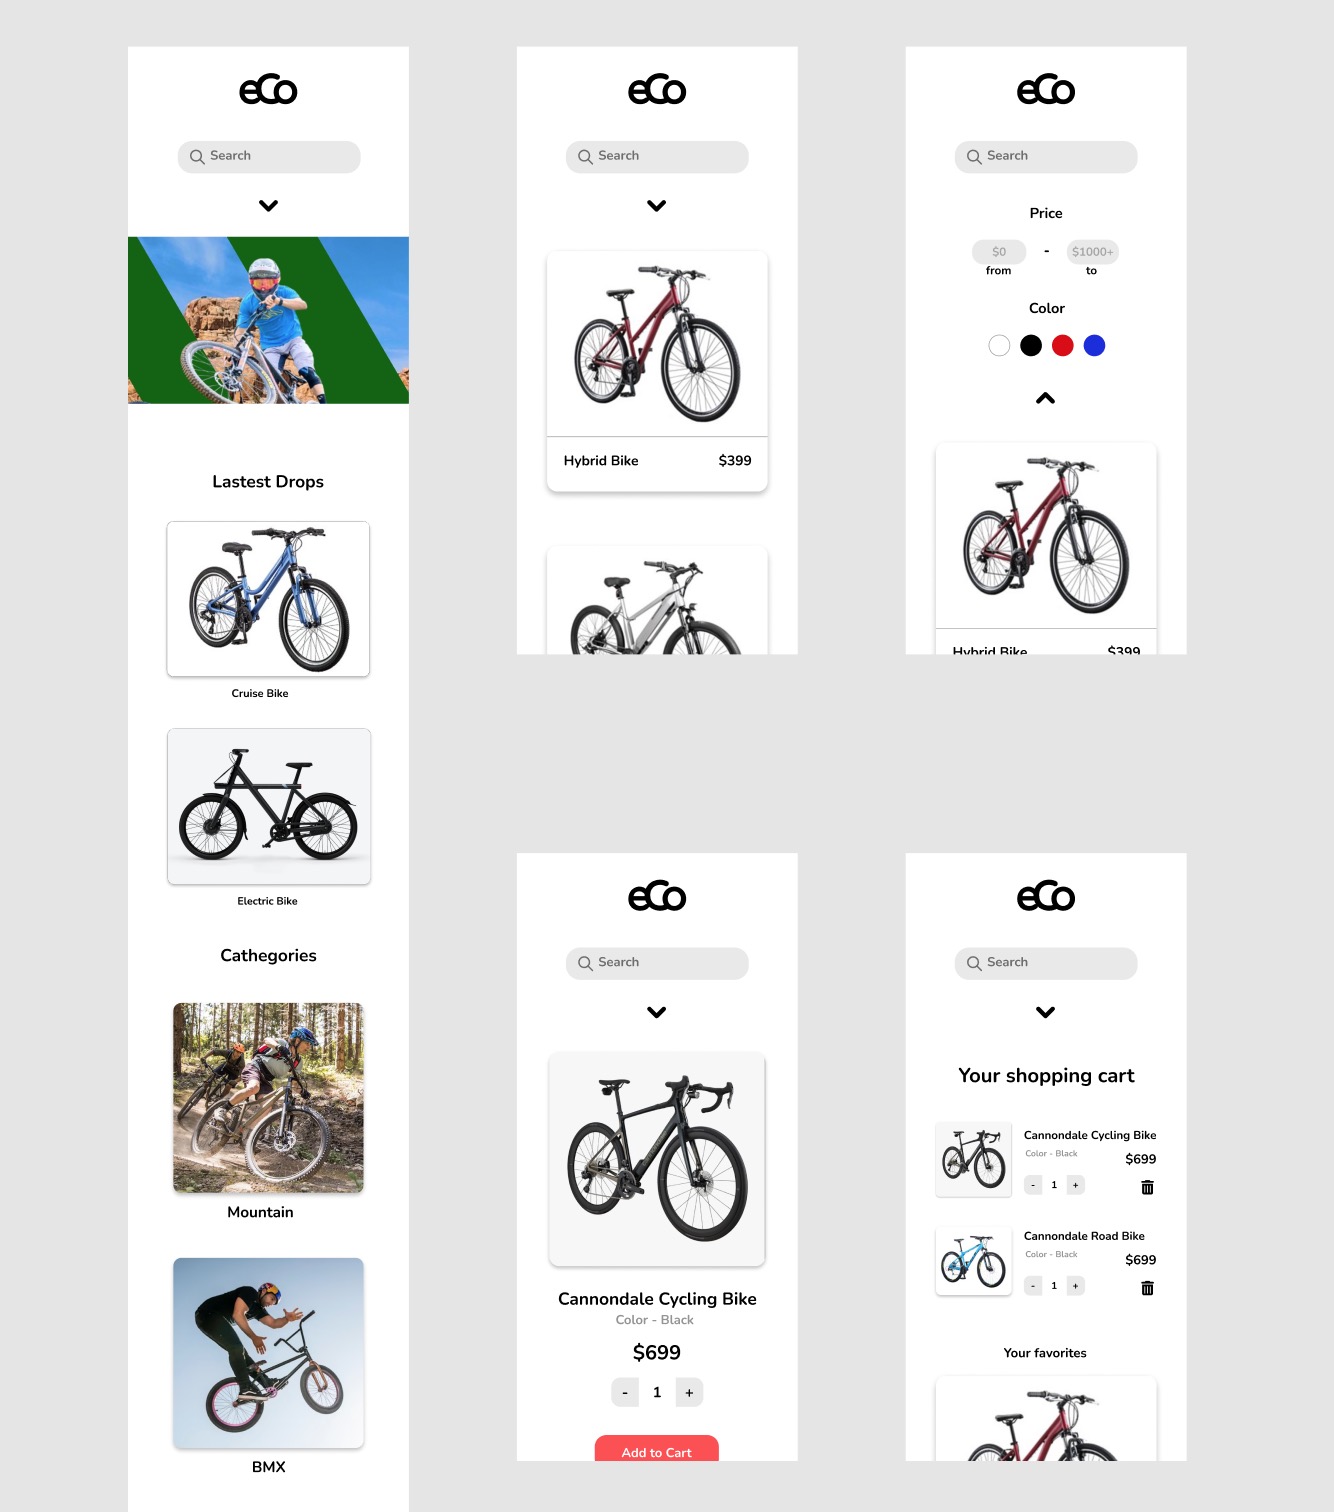 eCo
Search
Lastest Drops
Cruise Bike
Electric Bike
Cathegories
Mountain
BMX
eCo
Search
Hybrid Bike $399
eCo
Search
Price
$0 - $1000+
from to
Color
Hybrid Bike $399
eCo
Search
Cannondale Cycling Bike
Color - Black
$699
- 1 +
Add to Cart
eCo
Search
Your shopping cart
Cannondale Cycling Bike
Color - Black
$699
- 1 +
Cannondale Road Bike
Color - Black
$699
- 1 +
Your favorites